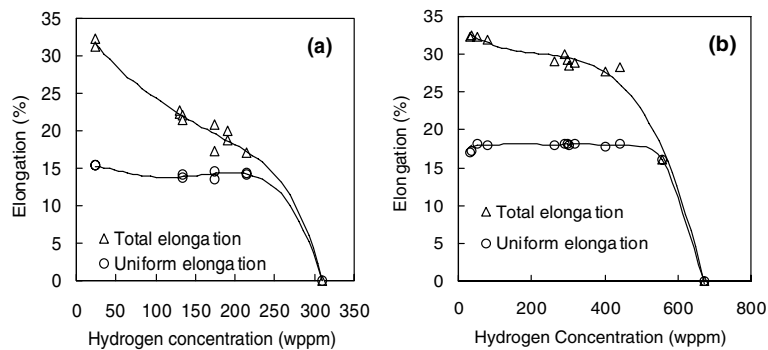 35
30
25
20
15
10
5
0
Elongation (%)
(a)
Total elongation
Uniform elongation
0 50 100 150 200 250 300 350
Hydrogen concentration (wppm)
35
30
25
20
15
10
5
0
Elongation (%)
(b)
Total elongation
Uniform elongation
0 200 400 600 800
Hydrogen Concentration (wppm)